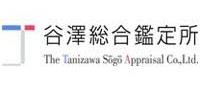 谷澤総合鑑定所
The Tanizawa Sōgō Appraisal Co.,Ltd.